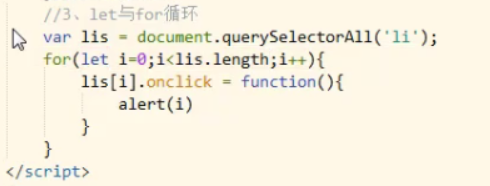 //3、let与for循环
var lis = document.querySelectorAll('li');
for(let i=0;i<lis.length;i++){
lis[i].onclick = function(){
alert(i)
}
}
</script>